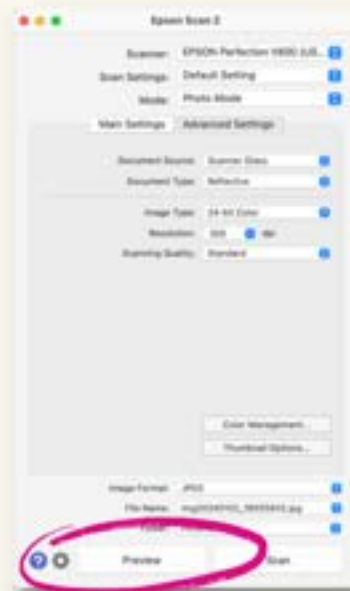 Epson Scan 2
Scanner: EPSON Perfection V600 (US...
Scan Settings: Default Setting
Mode: Photo Mode
Main Settings Advanced Settings
Document Source: Scanner Glass
Document Type: Reflective
Image Type: 24-bit Color
Resolution: dpi
Scanning Quality: Standard
Color Management...
Thumbnail Options...
Image Format: JPEG
File Name:
Folder:
? Preview Scan